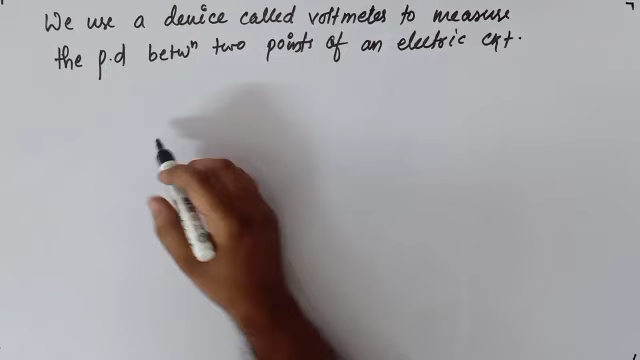 We use a device called voltmeter to measure
the p.d betwⁿ two points of an electric ckt.